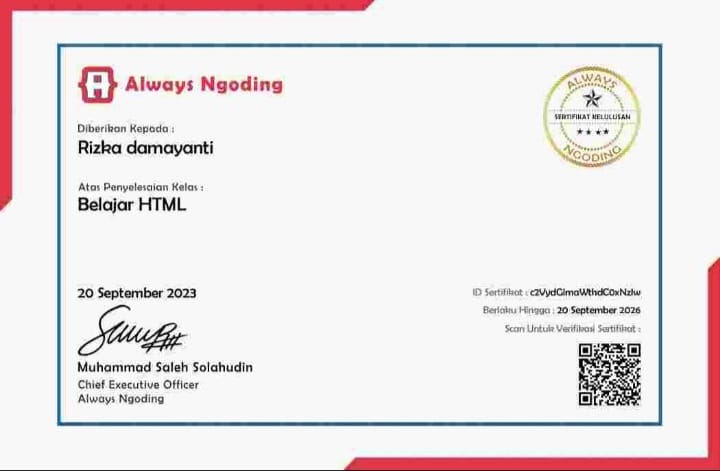 Always Ngoding
ALWAYS
SERTIFIKAT KELULUSAN
NGODING
Diberikan Kepada :
Rizka damayanti
Atas Penyelesaian Kelas :
Belajar HTML
20 September 2023
Muhammad Saleh Solahudin
Chief Executive Officer
Always Ngoding
ID Sertifikat : c2VydGlmaWthdC0xNzIw
Berlaku Hingga : 20 September 2026
Scan Untuk Verifikasi Sertifikat :